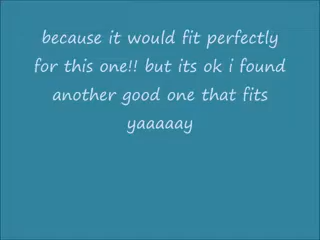 because it would fit perfectly
for this one!! but its ok i found
another good one that fits
yaaaaay